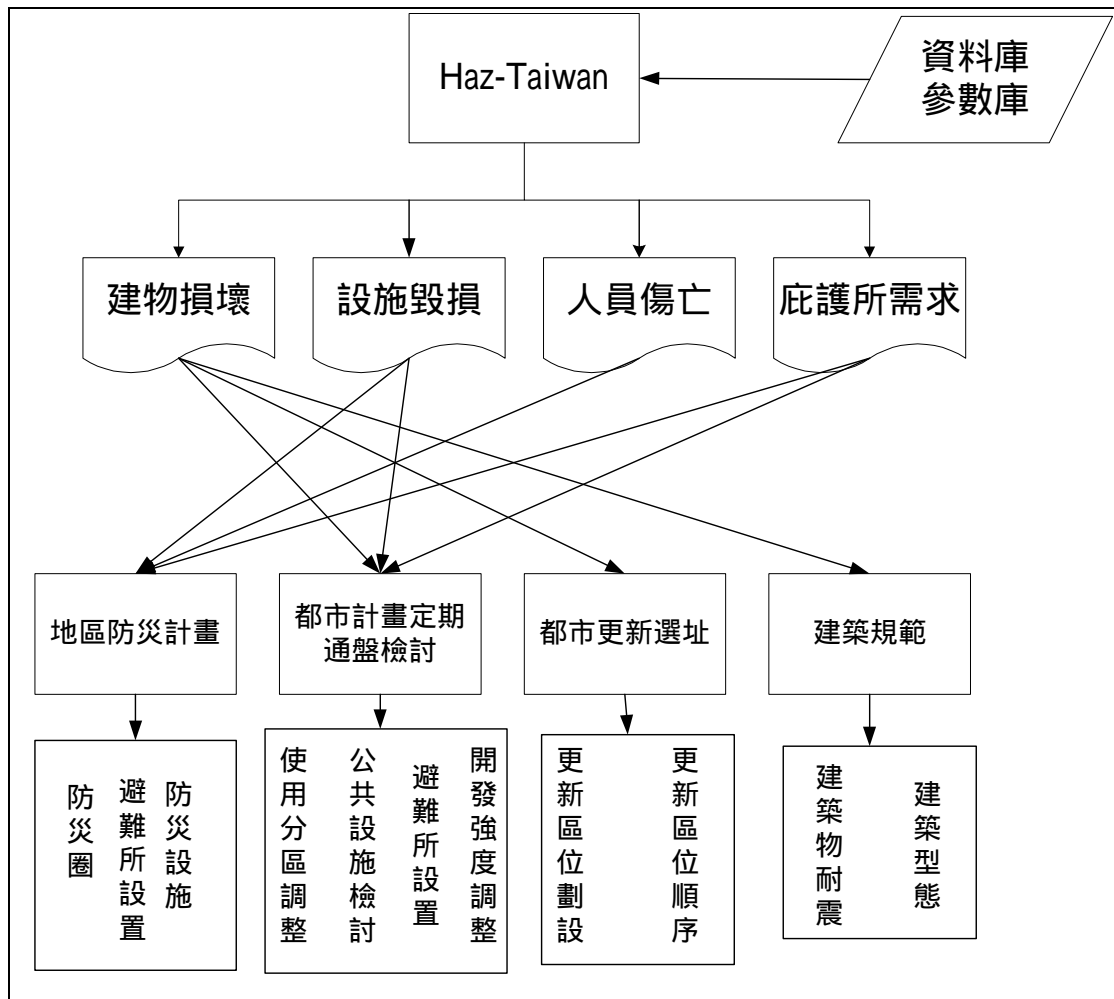 Haz-Taiwan
資料庫
參數庫
建物損壞
設施毀損
人員傷亡
庇護所需求
地區防災計畫
都市計畫定期
通盤檢討
都市更新選址
建築規範
防災圈
避難所設置
防災設施
使用分區調整
公共設施檢討
避難所設置
開發強度調整
更新區位劃設
更新區位順序
建築物耐震
建築型態